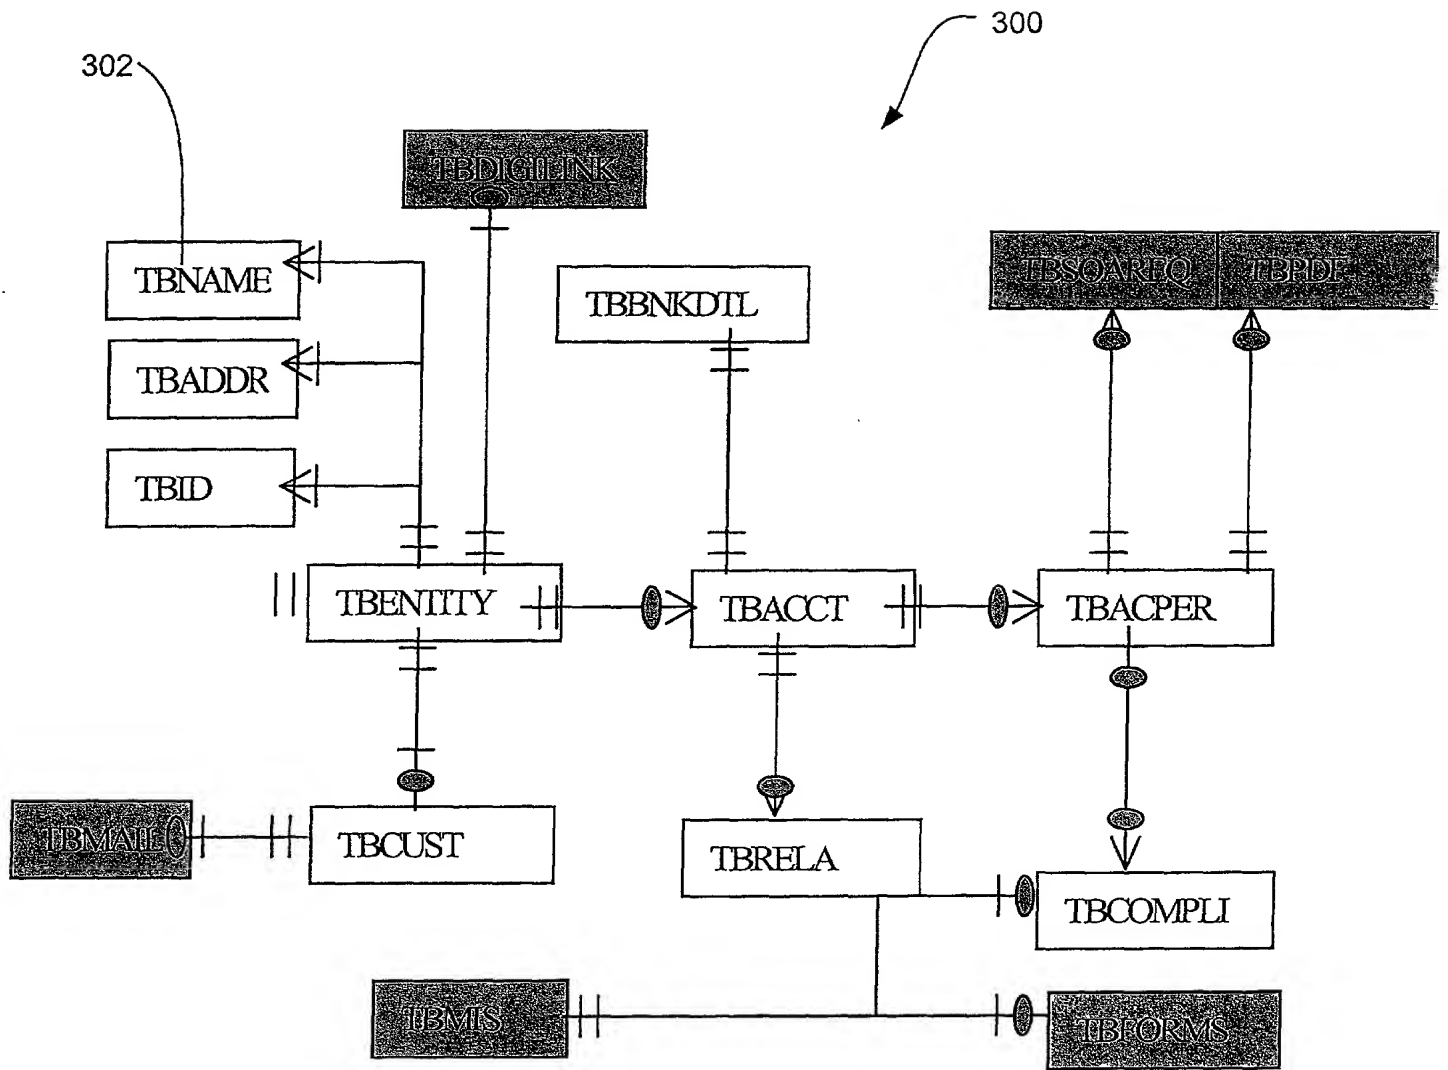 300
302
TBDIGILINK
TBNAME
TBSOAREQ
TBPDF
TBBNKDTL
TBADDR
TBID
TBENTITY
TBACCT
TBACPER
TBMAIL
TBCUST
TBRELA
TBCOMPLI
TBMIS
TBFORMS